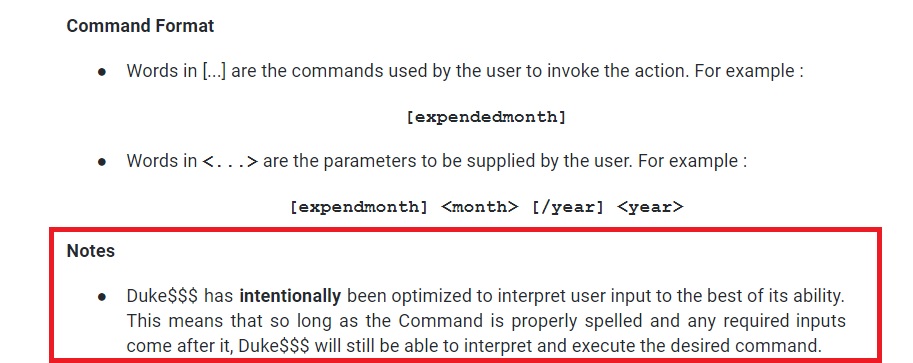 Command Format
● Words in [...] are the commands used by the user to invoke the action. For example :
[expendedmonth]
● Words in <...> are the parameters to be supplied by the user. For example :
[expendmonth] <month> [/year] <year>
Notes
● Duke$$$ has intentionally been optimized to interpret user input to the best of its ability.
This means that so long as the Command is properly spelled and any required inputs
come after it, Duke$$$ will still be able to interpret and execute the desired command.